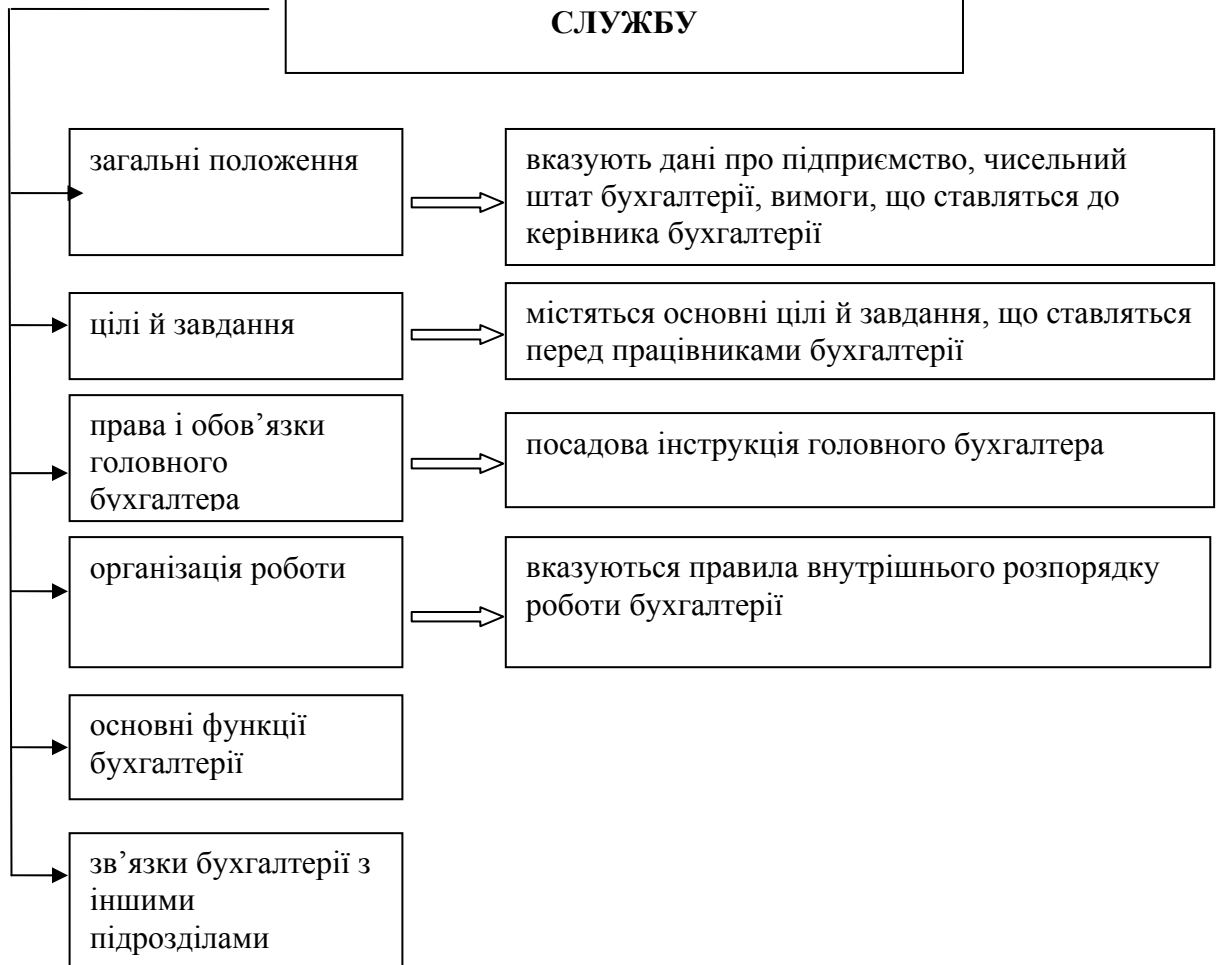 СЛУЖБУ
загальні положення
вказують дані про підприємство, чисельний
штат бухгалтерії, вимоги, що ставляться до
керівника бухгалтерії
цілі й завдання
містяться основні цілі й завдання, що ставляться
перед працівниками бухгалтерії
права і обов’язки
головного
бухгалтера
посадова інструкція головного бухгалтера
організація роботи
вказуються правила внутрішнього розпорядку
роботи бухгалтерії
основні функції
бухгалтерії
зв’язки бухгалтерії з
іншими
підрозділами